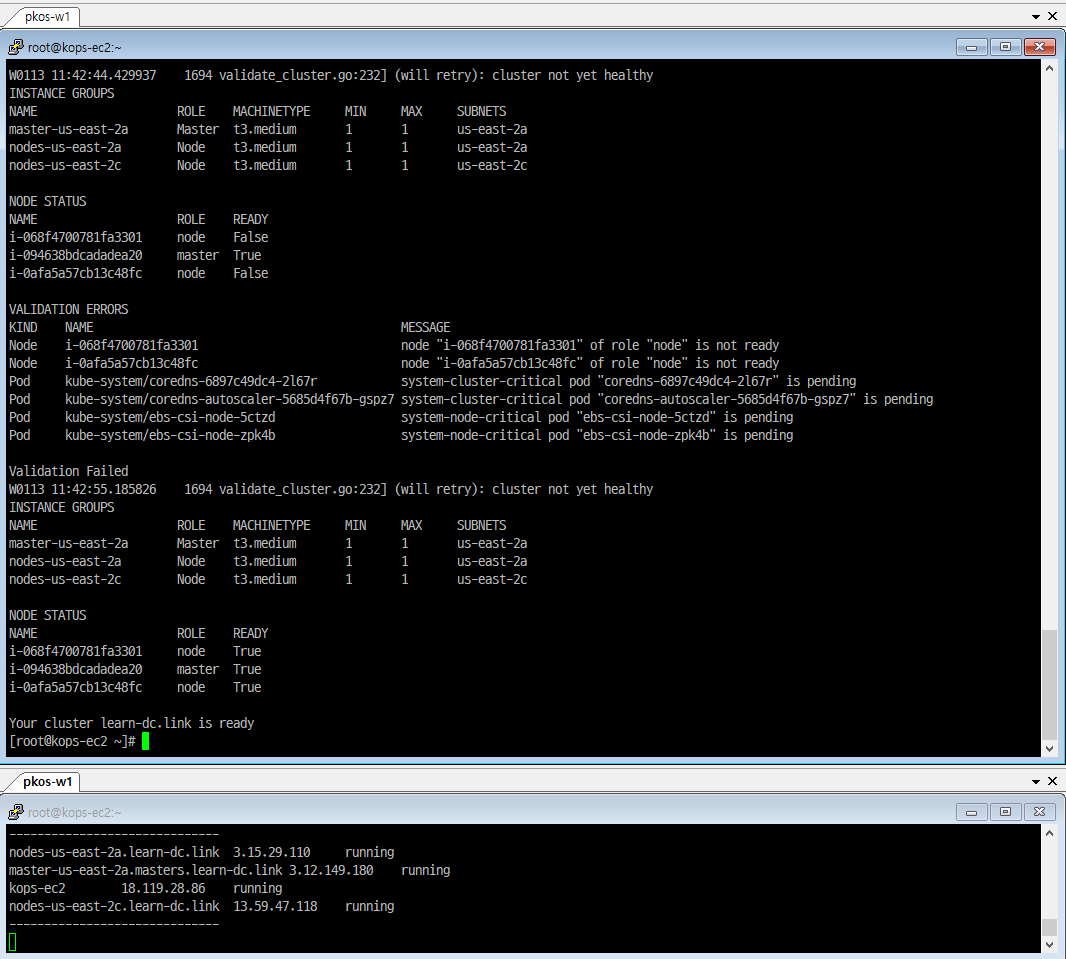 pkos-w1
root@kops-ec2:~
W0113 11:42:44.429937    1694 validate_cluster.go:232] (will retry): cluster not yet healthy
INSTANCE GROUPS
NAME                    ROLE    MACHINETYPE     MIN     MAX     SUBNETS
master-us-east-2a       Master  t3.medium       1       1       us-east-2a
nodes-us-east-2a        Node    t3.medium       1       1       us-east-2a
nodes-us-east-2c        Node    t3.medium       1       1       us-east-2c
NODE STATUS
NAME                    ROLE    READY
i-068f4700781fa3301     node    False
i-094638bdcadadea20     master  True
i-0afa5a57cb13c48fc     node    False
VALIDATION ERRORS
KIND    NAME                                            MESSAGE
Node    i-068f4700781fa3301                             node "i-068f4700781fa3301" of role "node" is not ready
Node    i-0afa5a57cb13c48fc                             node "i-0afa5a57cb13c48fc" of role "node" is not ready
Pod     kube-system/coredns-6897c49dc4-2l67r            system-cluster-critical pod "coredns-6897c49dc4-2l67r" is pending
Pod     kube-system/coredns-autoscaler-5685d4f67b-gspz7 system-cluster-critical pod "coredns-autoscaler-5685d4f67b-gspz7" is pending
Pod     kube-system/ebs-csi-node-5ctzd                  system-node-critical pod "ebs-csi-node-5ctzd" is pending
Pod     kube-system/ebs-csi-node-zpk4b                  system-node-critical pod "ebs-csi-node-zpk4b" is pending
Validation Failed
W0113 11:42:55.185826    1694 validate_cluster.go:232] (will retry): cluster not yet healthy
INSTANCE GROUPS
NAME                    ROLE    MACHINETYPE     MIN     MAX     SUBNETS
master-us-east-2a       Master  t3.medium       1       1       us-east-2a
nodes-us-east-2a        Node    t3.medium       1       1       us-east-2a
nodes-us-east-2c        Node    t3.medium       1       1       us-east-2c
NODE STATUS
NAME                    ROLE    READY
i-068f4700781fa3301     node    True
i-094638bdcadadea20     master  True
i-0afa5a57cb13c48fc     node    True
Your cluster learn-dc.link is ready
[root@kops-ec2 ~]#
pkos-w1
root@kops-ec2:~
------------------------------
nodes-us-east-2a.learn-dc.link  3.15.29.110     running
master-us-east-2a.masters.learn-dc.link 3.12.149.180    running
kops-ec2        18.119.28.86    running
nodes-us-east-2c.learn-dc.link  13.59.47.118    running
------------------------------